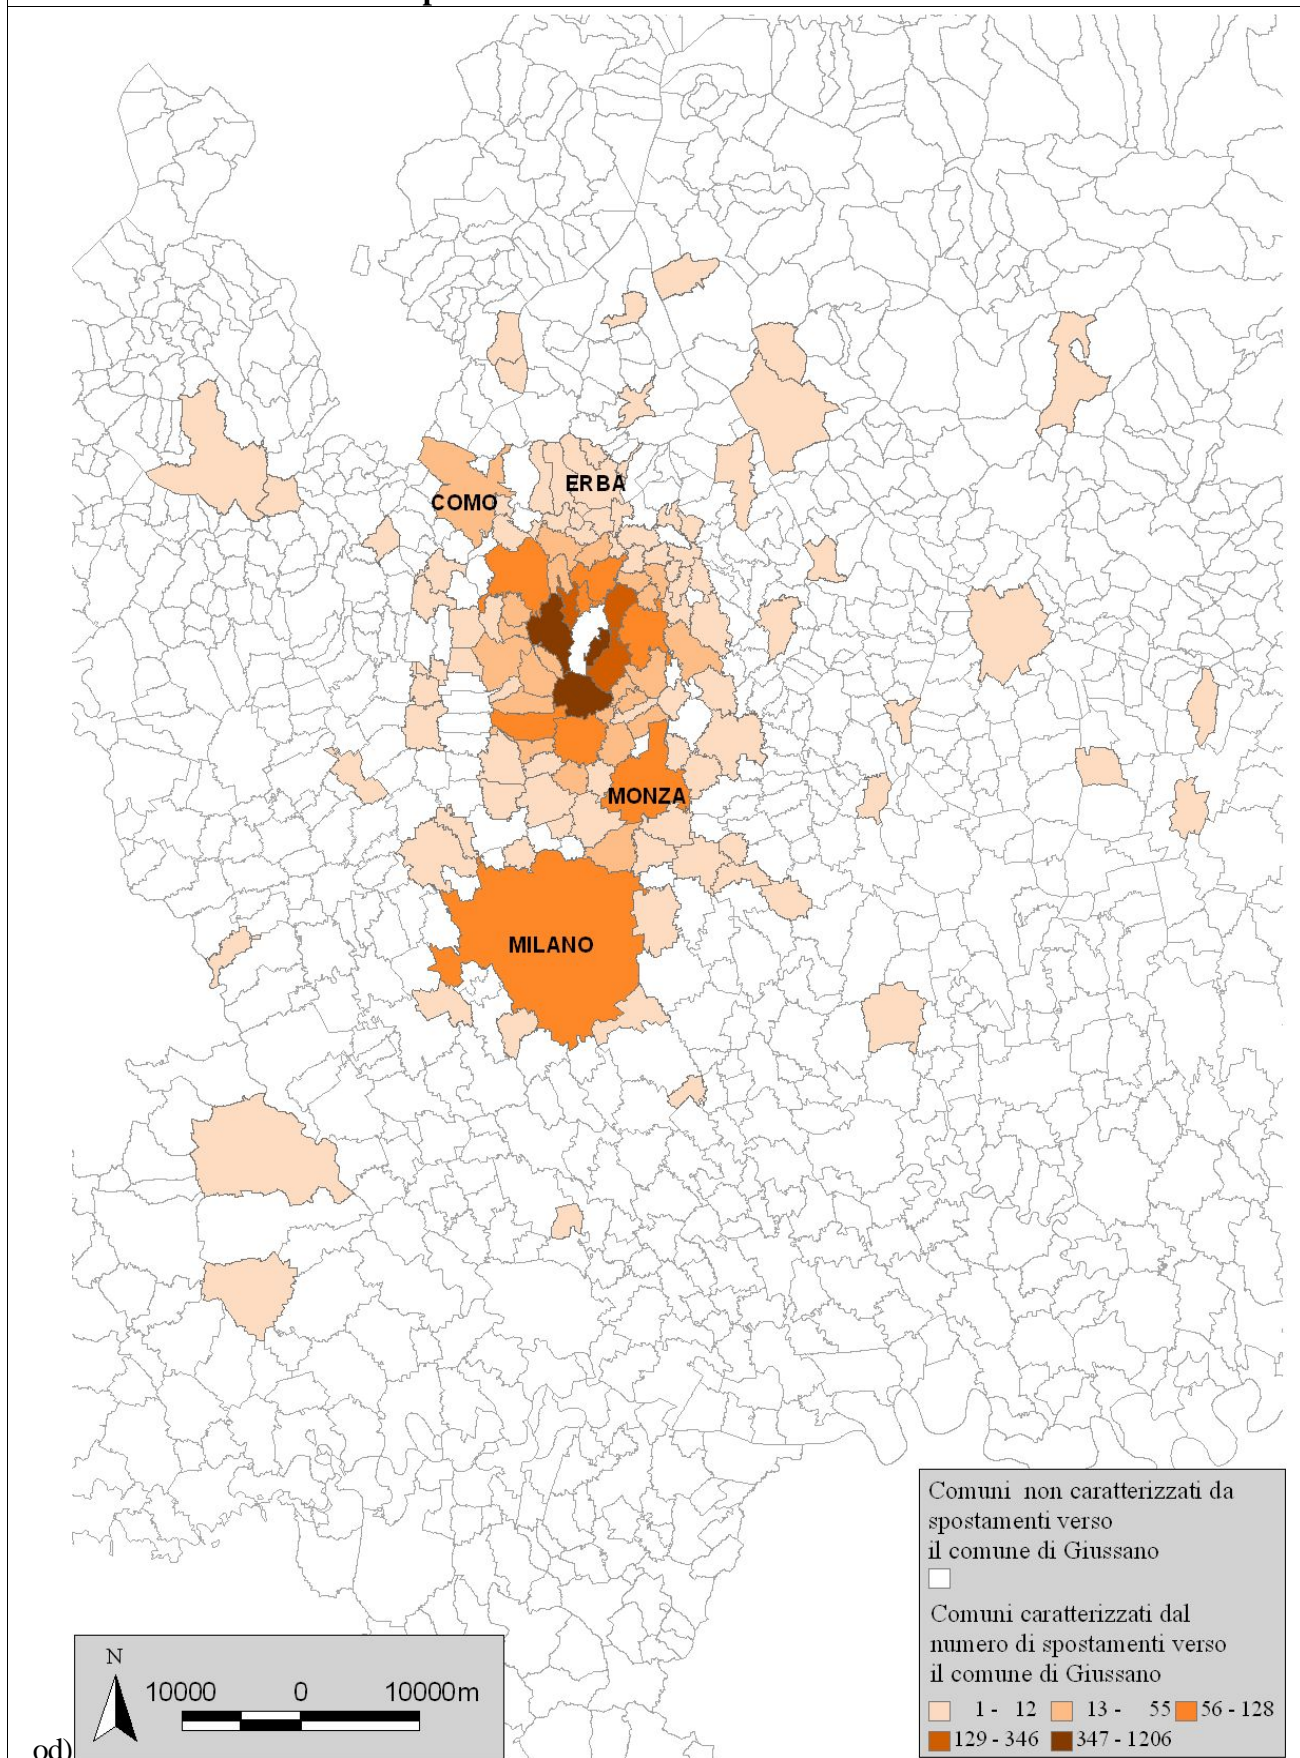 COMO
ERBA
MONZA
MILANO
Comuni non caratterizzati da
spostamenti verso
il comune di Giussano
Comuni caratterizzati dal
numero di spostamenti verso
il comune di Giussano
1 - 12 13 - 55 56 - 128
129 - 346 347 - 1206
N
10000 0 10000m
od)